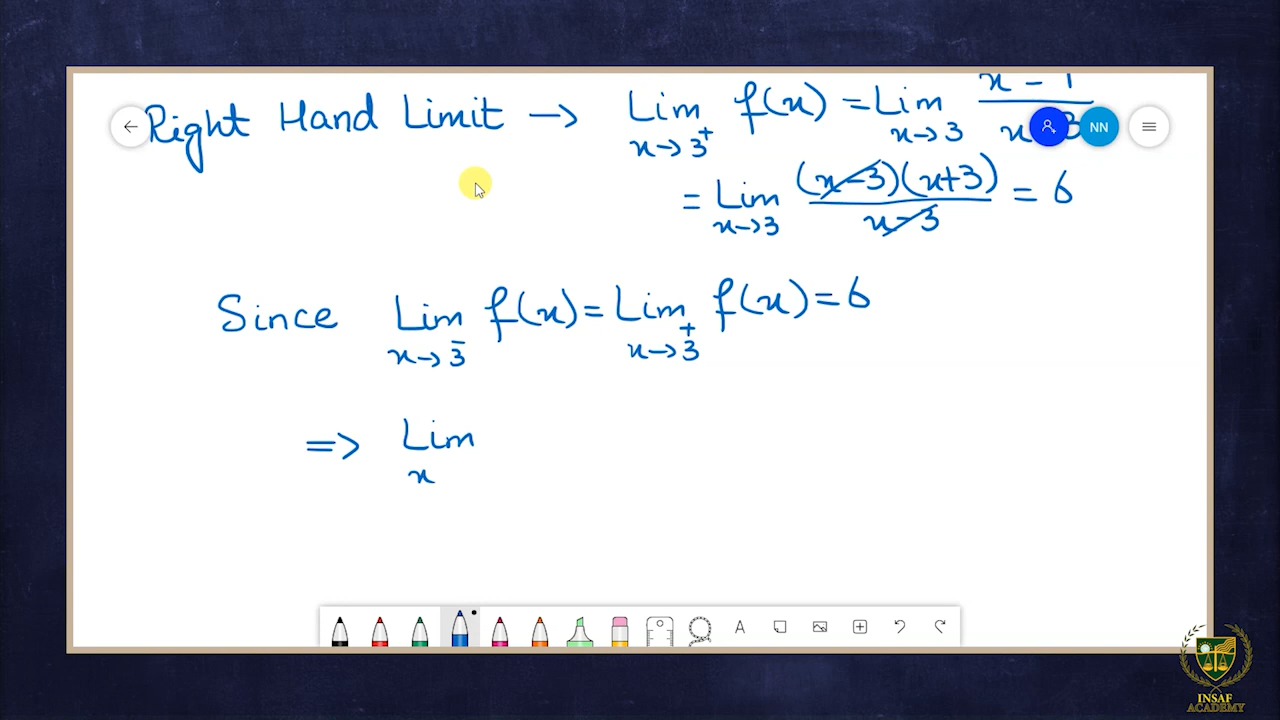 Right Hand Limit → Lim f(x) = Lim
x→3⁺ x→3
= Lim (x-3)(x+3) = 6
x→3 x-3
Since Lim f(x) = Lim f(x) = 6
x→3⁻ x→3⁺
=> Lim
x
NN
A
INSAF
ACADEMY